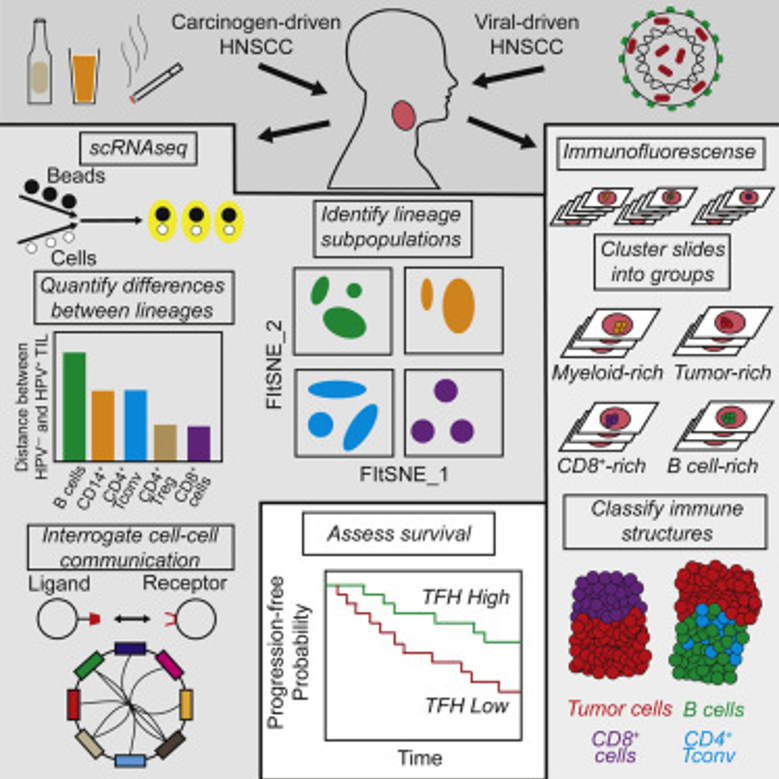 Carcinogen-driven
HNSCC
Viral-driven
HNSCC
scRNAseq
Beads
Cells
Quantify differences
between lineages
Distance between
HPV⁻ and HPV⁺ TIL
B cells
CD14⁺
CD4⁺
Tconv
CD4⁺
Treg
CD8⁺
cells
Interrogate cell-cell
communication
Ligand
Receptor
Identify lineage
subpopulations
FItSNE_2
FItSNE_1
Assess survival
Progression-free
Probability
TFH High
TFH Low
Time
Immunofluorescense
Cluster slides
into groups
Myeloid-rich
Tumor-rich
CD8⁺-rich
B cell-rich
Classify immune
structures
Tumor cells
B cells
CD8⁺
cells
CD4⁺
Tconv